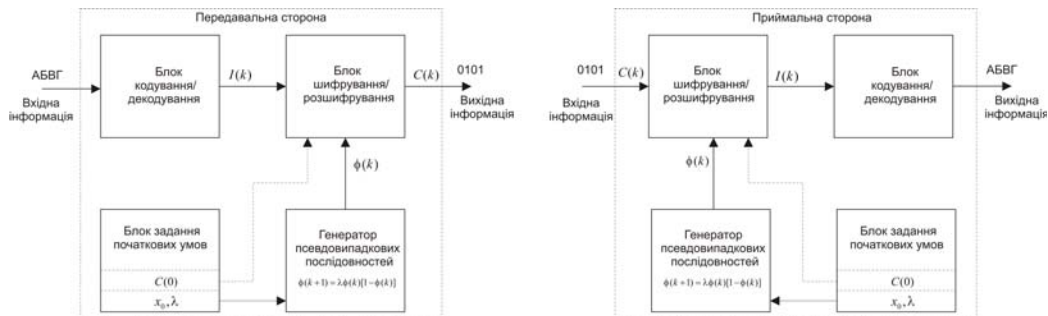 Передавальна сторона
АБВГ
Вхідна
інформація
Блок
кодування/
декодування
I(k)
Блок
шифрування/
розшифрування
C(k)
0101
Вихідна
інформація
ϕ(k)
Блок задання
початкових умов
C(0)
x₀,λ
Генератор
псевдовипадкових
послідовностей
ϕ(k+1)=λϕ(k)[1−ϕ(k)]
Приймальна сторона
0101
Вхідна
інформація
C(k)
Блок
шифрування/
розшифрування
I(k)
Блок
кодування/
декодування
АБВГ
Вихідна
інформація
ϕ(k)
Генератор
псевдовипадкових
послідовностей
ϕ(k+1)=λϕ(k)[1−ϕ(k)]
Блок задання
початкових умов
C(0)
x₀,λ